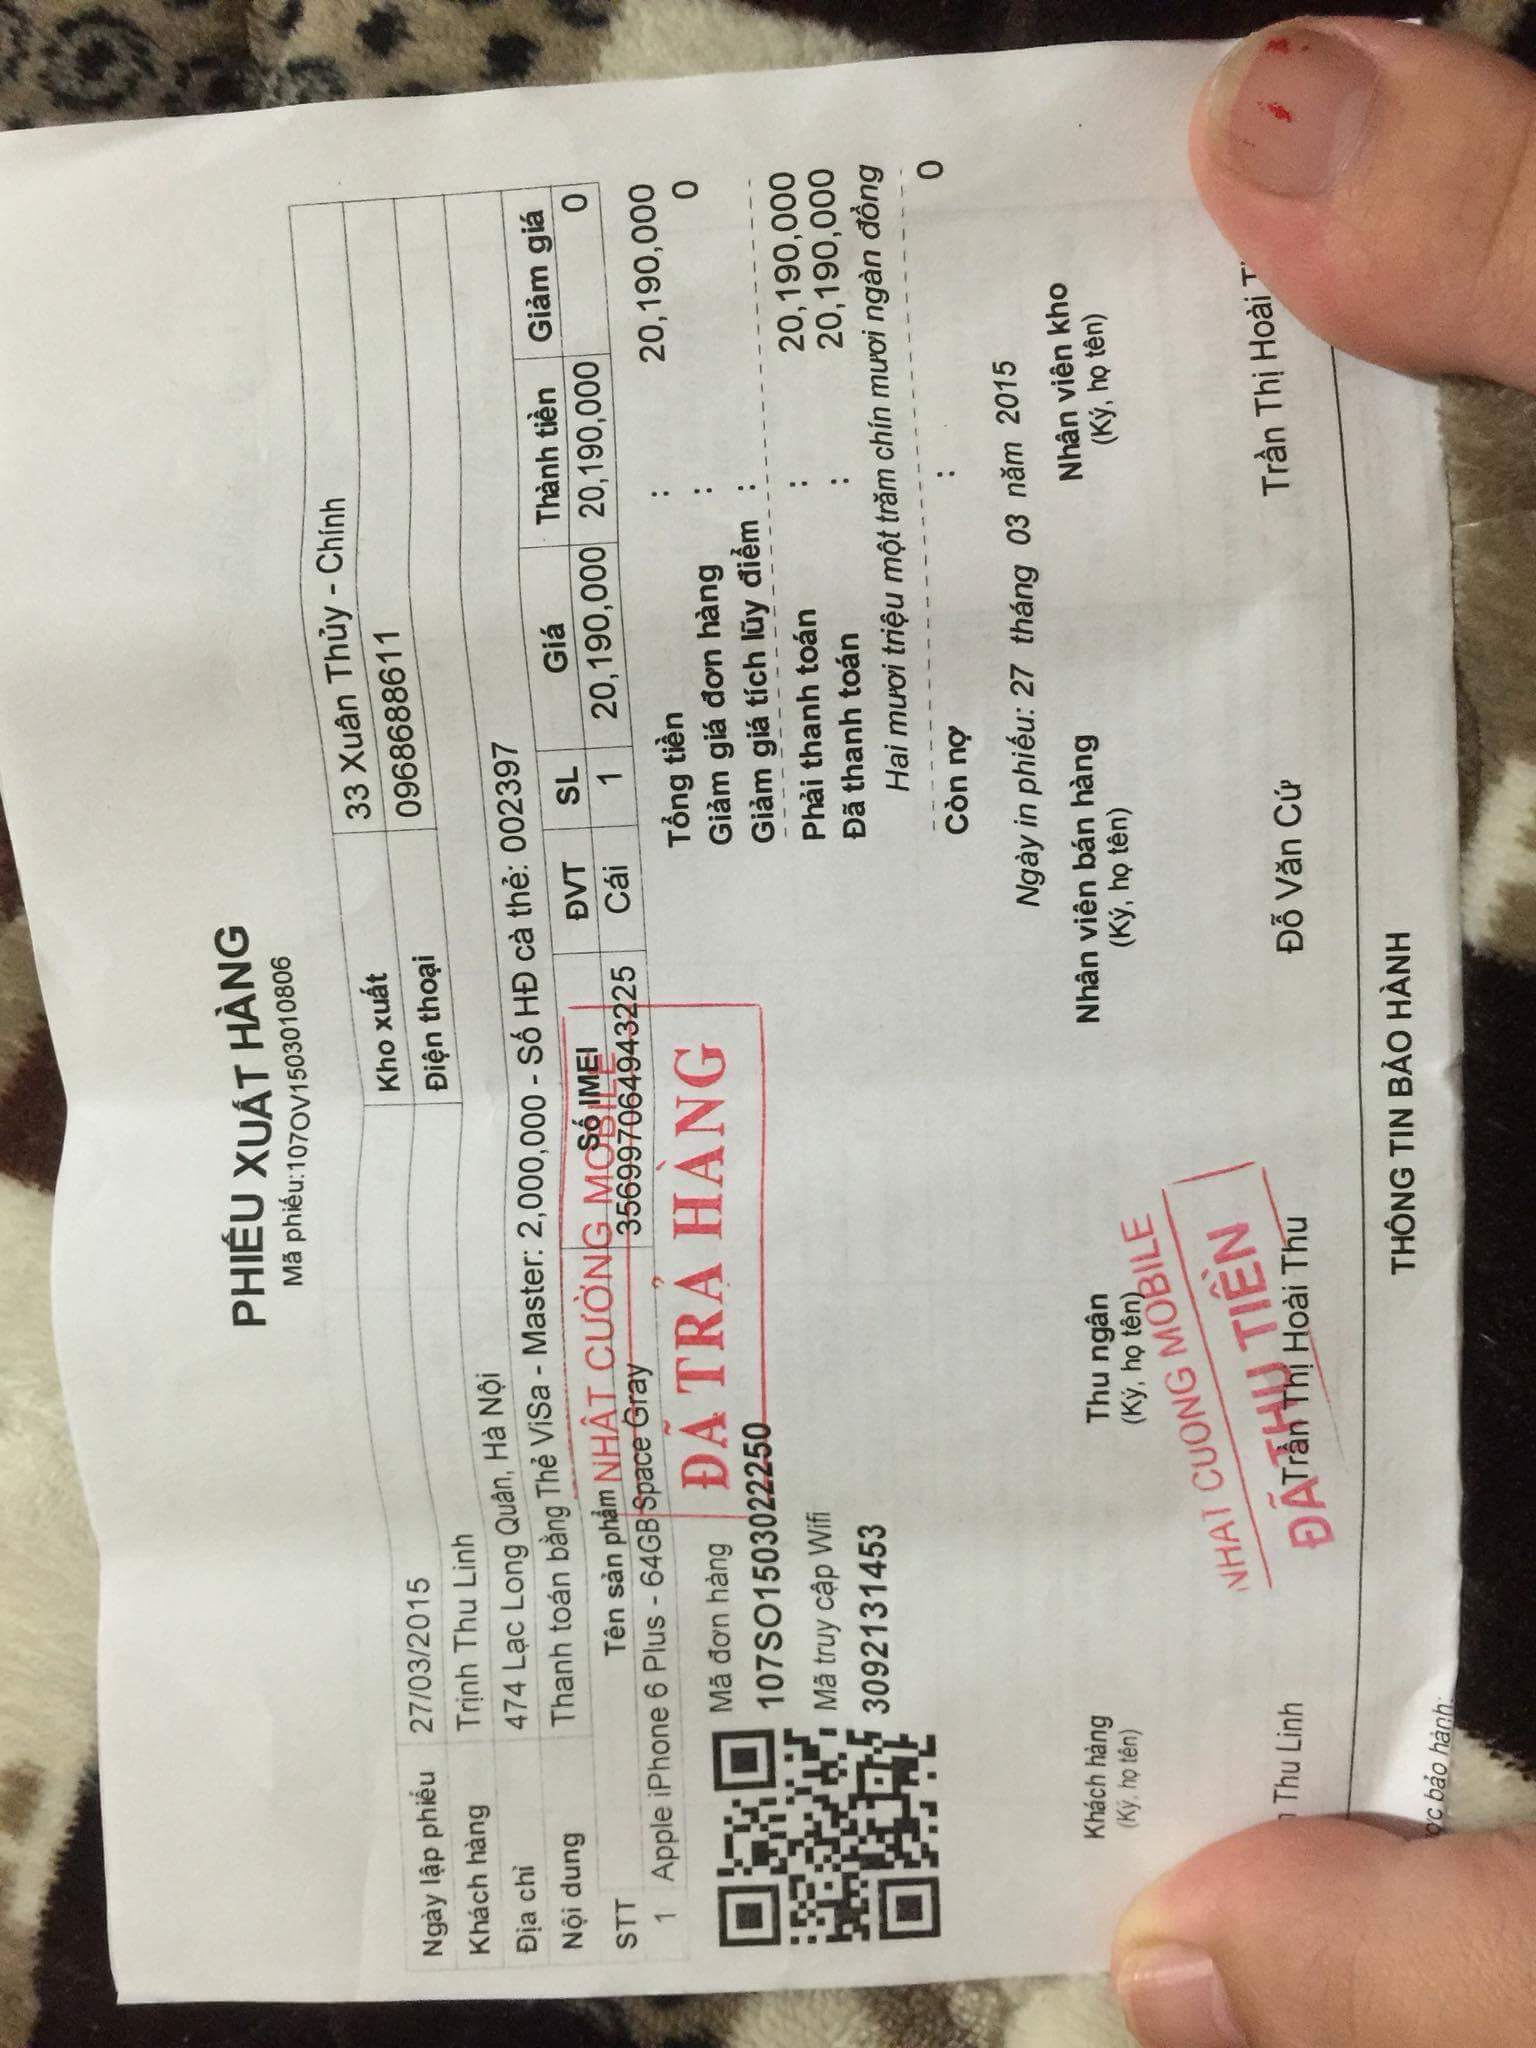 PHIẾU XUẤT HÀNG
Mã phiếu:107OV1503010806
Ngày lập phiếu 27/03/2015 Kho xuất 33 Xuân Thủy - Chính
Khách hàng Trịnh Thu Linh Điện thoại 0968688611
Địa chỉ 474 Lạc Long Quân, Hà Nội
Nội dung Thanh toán bằng Thẻ ViSa - Master: 2,000,000 - Số HĐ cà thẻ: 002397
STT Tên sản phẩm Số IMEI ĐVT SL Giá Thành tiền Giảm giá
1 Apple iPhone 6 Plus - 64GB Space Gray 356997064943225 Cái 1 20,190,000 20,190,000 0
NHẬT CƯỜNG MOBILE
ĐÃ TRẢ HÀNG
Mã đơn hàng
107SO1503022250
Mã truy cập Wifi
3092131453
Tổng tiền : 20,190,000
Giảm giá đơn hàng : 0
Giảm giá tích lũy điểm :
Phải thanh toán : 20,190,000
Đã thanh toán : 20,190,000
Hai mươi triệu một trăm chín mươi ngàn đồng
Còn nợ : 0
Ngày in phiếu: 27 tháng 03 năm 2015
Khách hàng Thu ngân Nhân viên bán hàng Nhân viên kho
(Ký, họ tên) (Ký, họ tên) (Ký, họ tên) (Ký, họ tên)
NHAT CUONG MOBILE
ĐÃ THU TIỀN
Thu Linh Trần Thị Hoài Thu Đỗ Văn Cứ Trần Thị Hoài
THÔNG TIN BẢO HÀNH
bảo hành: